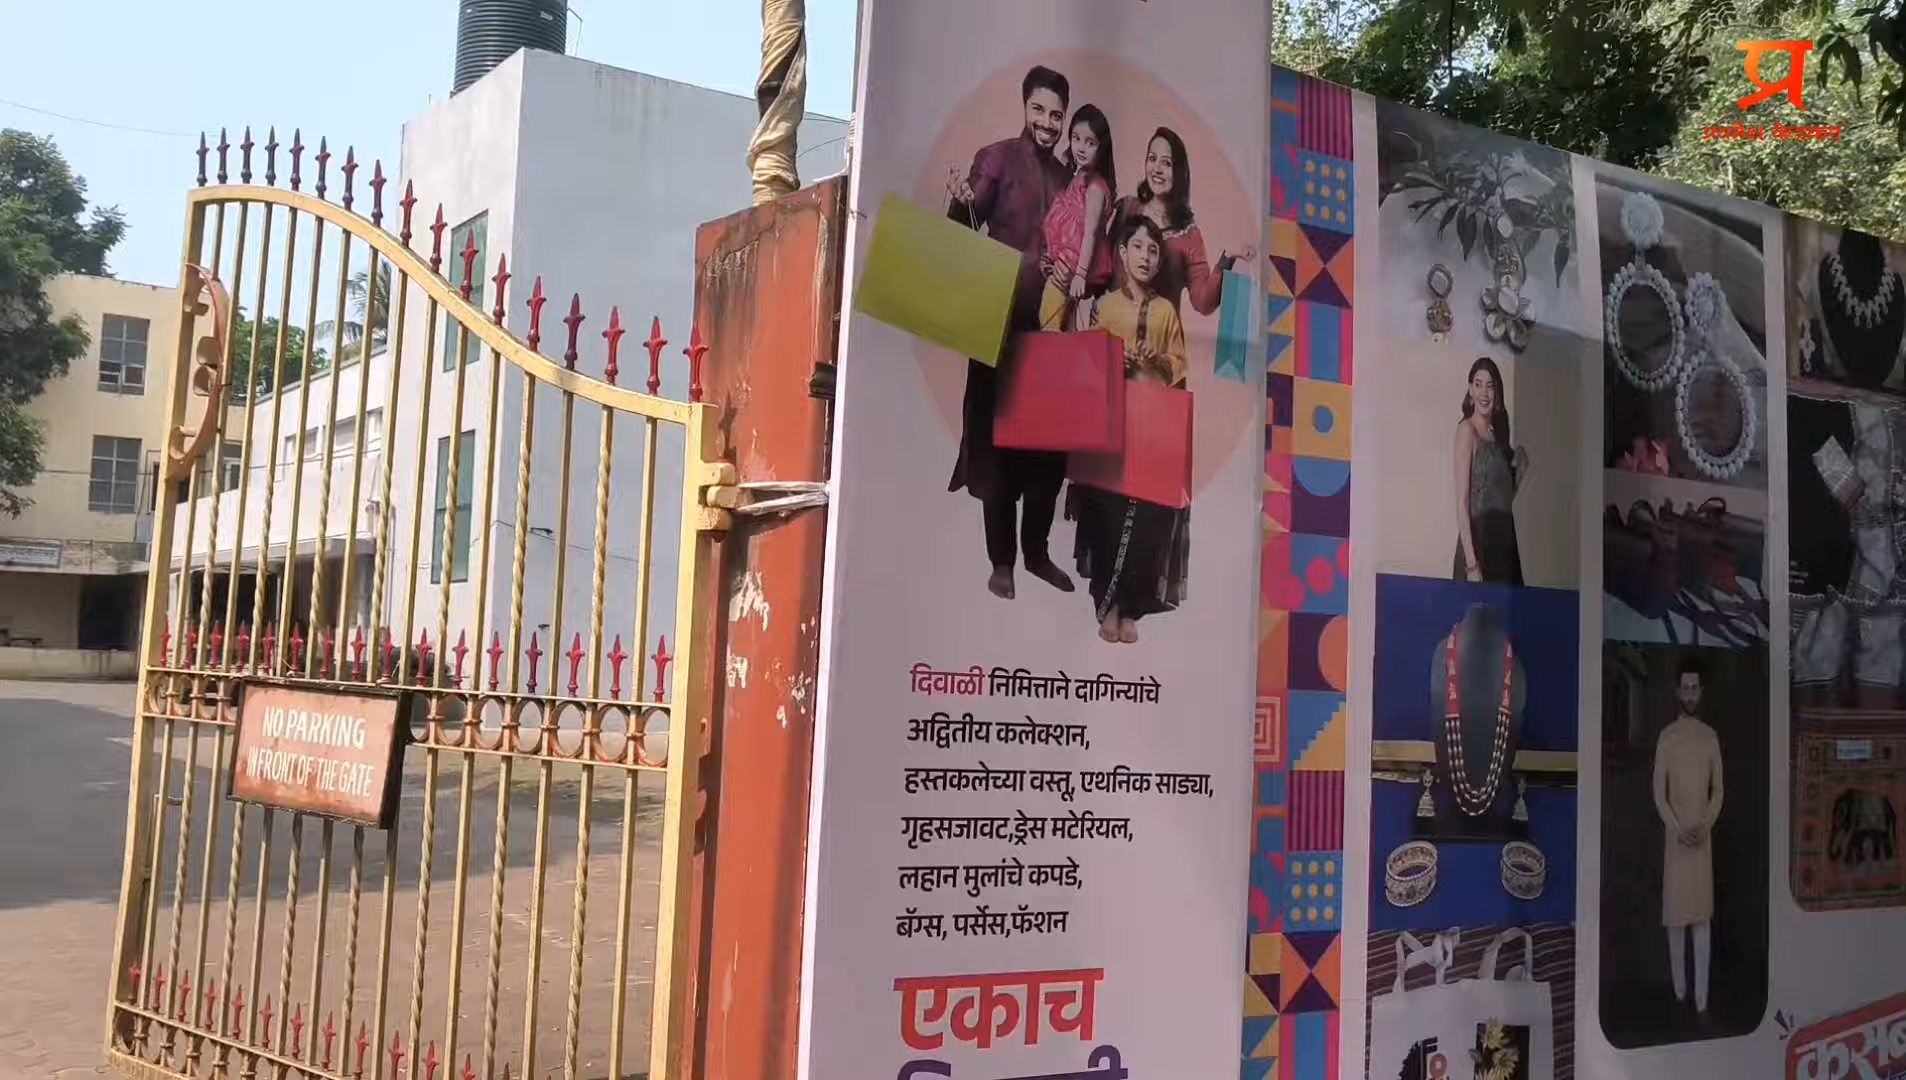 प्र
प्रथमेश केडकर
NO PARKING
IN FRONT OF THE GATE
दिवाळी निमित्ताने दागिन्यांचे
अद्वितीय कलेक्शन,
हस्तकलेच्या वस्तू, एथनिक साड्या,
गृहसजावट,ड्रेस मटेरियल,
लहान मुलांचे कपडे,
बॅग्स, पर्सेस,फॅशन
एकाच